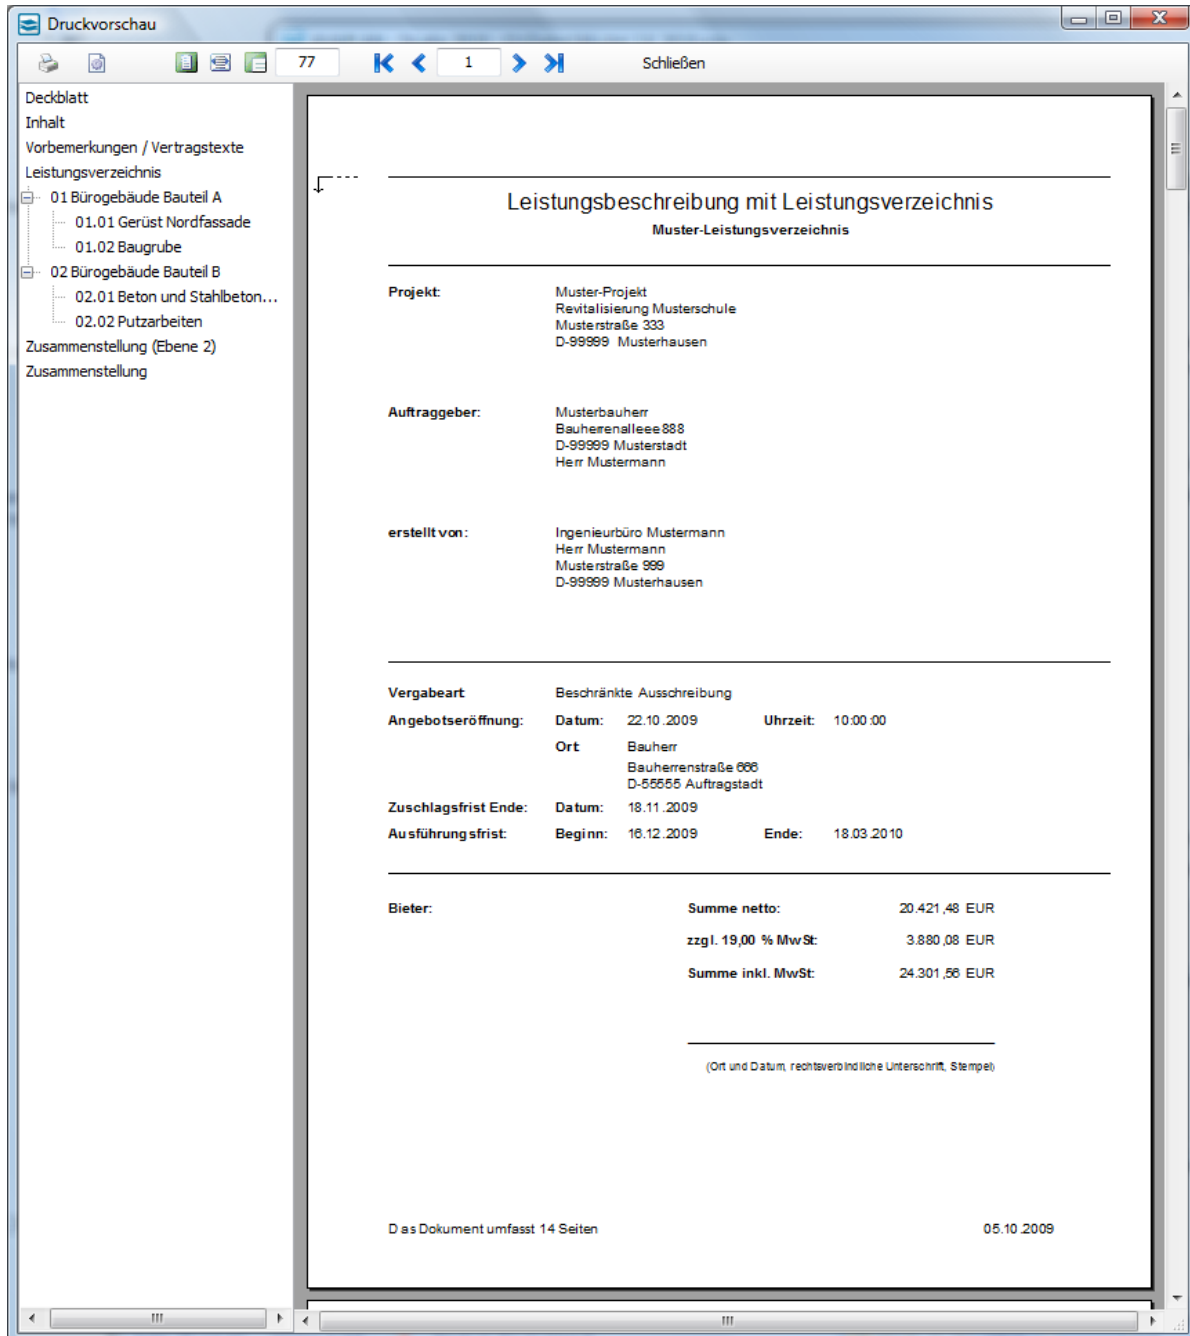 Druckvorschau
77
1
Schließen
Deckblatt
Inhalt
Vorbemerkungen / Vertragstexte
Leistungsverzeichnis
01 Bürogebäude Bauteil A
01.01 Gerüst Nordfassade
01.02 Baugrube
02 Bürogebäude Bauteil B
02.01 Beton und Stahlbeton...
02.02 Putzarbeiten
Zusammenstellung (Ebene 2)
Zusammenstellung
Leistungsbeschreibung mit Leistungsverzeichnis
Muster-Leistungsverzeichnis
Projekt: Muster-Projekt
Revitalisierung Musterschule
Musterstraße 333
D-99999 Musterhausen
Auftraggeber: Musterbauherr
Bauherrenalleee 888
D-99999 Musterstadt
Herr Mustermann
erstellt von: Ingenieurbüro Mustermann
Herr Mustermann
Musterstraße 999
D-99999 Musterhausen
Vergabeart Beschränkte Ausschreibung
Angebotseröffnung: Datum: 22.10.2009 Uhrzeit: 10:00:00
Ort Bauherr
Bauherrenstraße 666
D-55555 Auftragstadt
Zuschlagsfrist Ende: Datum: 18.11.2009
Ausführungsfrist: Beginn: 16.12.2009 Ende: 18.03.2010
Bieter: Summe netto: 20.421,48 EUR
zzgl. 19,00 % MwSt: 3.880,08 EUR
Summe inkl. MwSt: 24.301,56 EUR
(Ort und Datum, rechtsverbindliche Unterschrift, Stempel)
Das Dokument umfasst 14 Seiten 05.10.2009